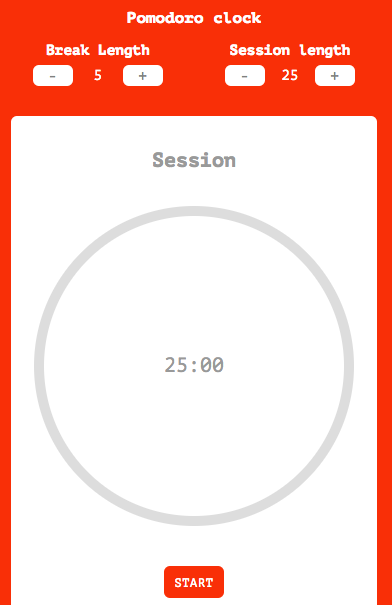 Pomodoro clock
Break Length Session length
- 5 + - 25 +
Session
25:00
START